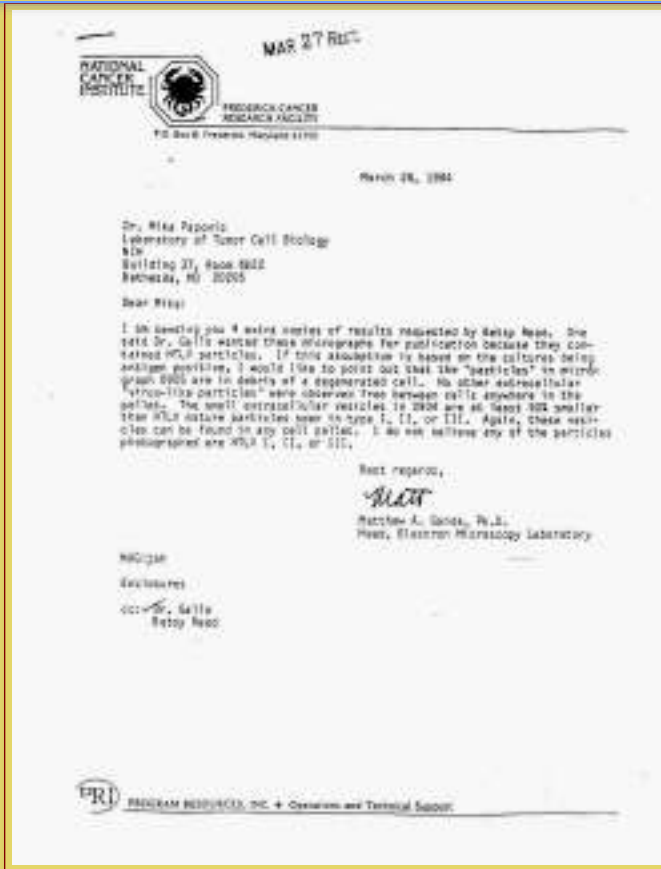 MAR 27 REC
NATIONAL
CANCER
INSTITUTE
FREDERICK CANCER
RESEARCH FACILITY
P.O. Box B, Frederick, Maryland
March 26, 1984
Dr. Mika Popovic
Laboratory of Tumor Cell Biology
NIH
Building 37, Room
Bethesda, MD 20205
Dear Mika:
I am sending you 4 extra copies of results requested by Betsy Read. She
said Dr. Gallo wanted these micrographs for publication because they con-
tained HTLV particles. If this assumption is based on the cultures being
antigen positive, I would like to point out that the "particles" in micro-
graph are in debris of a degenerated cell. No other extracellular
"virus-like particles" were observed free between cells anywhere in the
pellet. The small extracellular vesicles in are at least 50% smaller
than HTLV mature particles seen in type I, II, or III. Again, these vesi-
cles can be found in any cell pellet. I do not believe any of the particles
photographed are HTLV I, II, or III.
Best regards,
Matt
Matthew A. Gonda, Ph.D.
Head, Electron Microscopy Laboratory
MAG:jan
Enclosures
cc: Dr. Gallo
Betsy Read
PRI PROGRAM RESOURCES, INC. + Operations and Technical Support